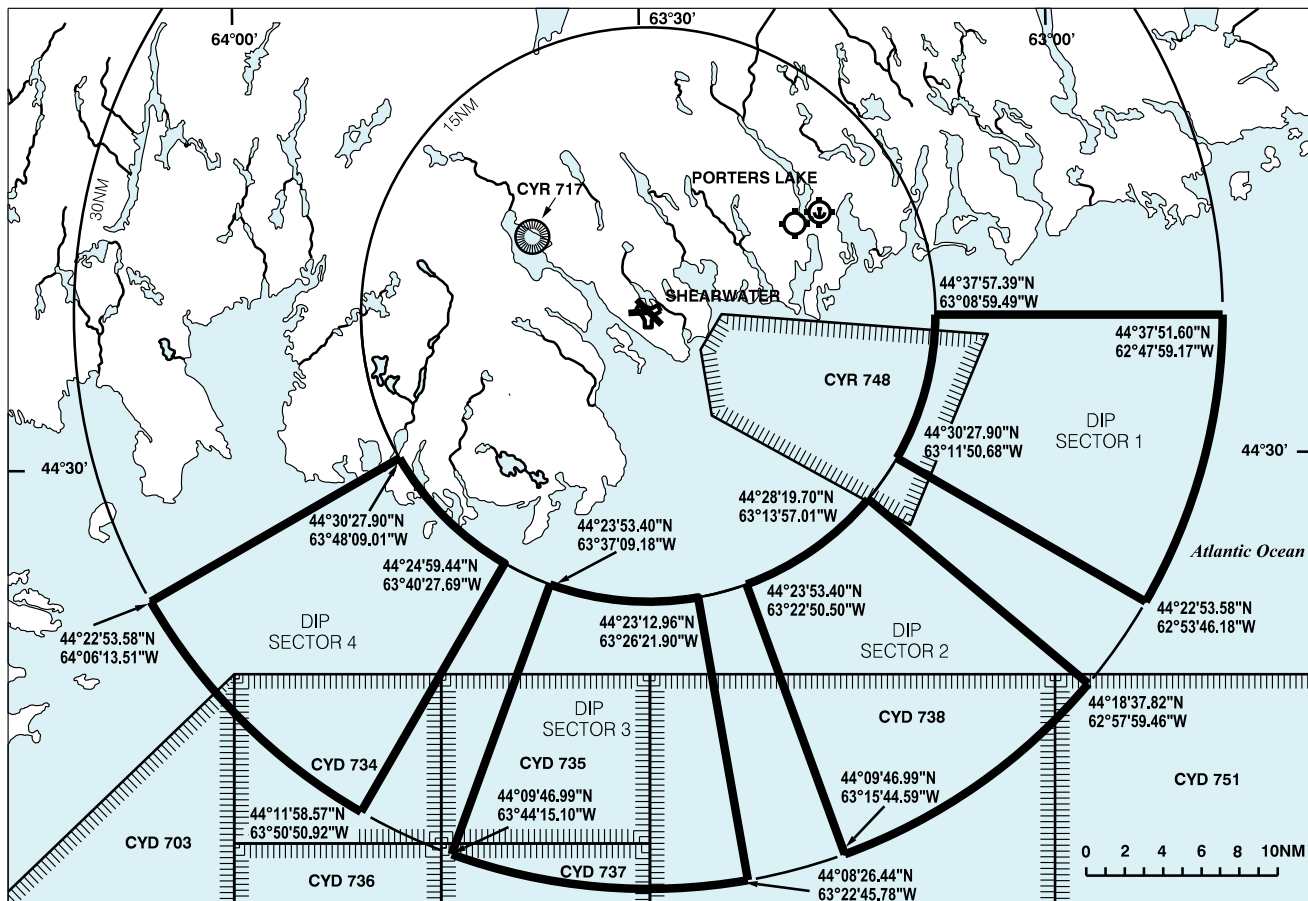 64°00'
63°30'
63°00'
15NM
30NM
CYR 717
PORTERS LAKE
SHEARWATER
44°37'57.39"N
63°08'59.49"W
44°37'51.60"N
62°47'59.17"W
CYR 748
DIP
SECTOR 1
44°30'27.90"N
63°11'50.68"W
44°30'
44°30'
44°28'19.70"N
63°13'57.01"W
44°30'27.90"N
63°48'09.01"W
44°23'53.40"N
63°37'09.18"W
44°24'59.44"N
63°40'27.69"W
Atlantic Ocean
44°23'53.40"N
63°22'50.50"W
44°22'53.58"N
62°53'46.18"W
44°22'53.58"N
64°06'13.51"W
DIP
SECTOR 4
44°23'12.96"N
63°26'21.90"W
DIP
SECTOR 2
44°18'37.82"N
62°57'59.46"W
DIP
SECTOR 3
CYD 738
CYD 734
CYD 735
CYD 751
44°09'46.99"N
63°15'44.59"W
44°09'46.99"N
63°44'15.10"W
44°11'58.57"N
63°50'50.92"W
CYD 703
CYD 736
CYD 737
44°08'26.44"N
63°22'45.78"W
0 2 4 6 8 10NM